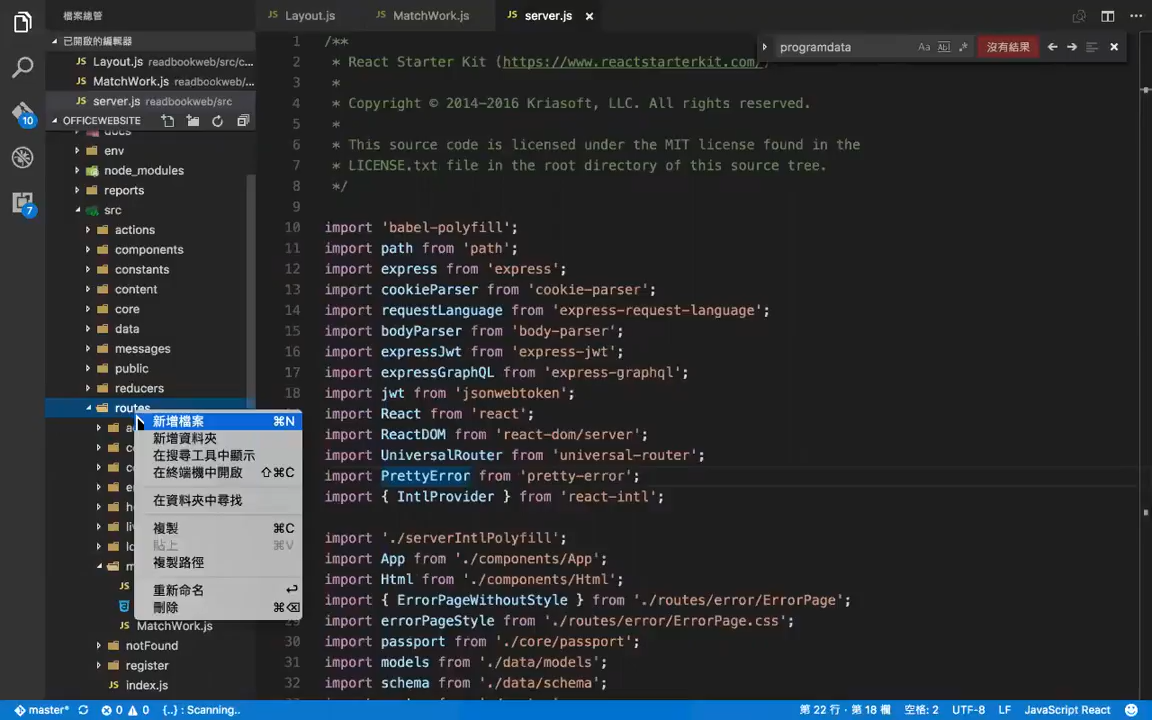 檔案總管
已開啟的編輯器
Layout.js readbookweb/src/c...
MatchWork.js readbookweb/...
server.js readbookweb/src
OFFICEWEBSITE
docs
env
node_modules
reports
src
actions
components
constants
content
core
data
messages
public
reducers
routes
MatchWork.js
notFound
register
index.js
10
7
新增檔案 ⌘N
新增資料夾
在搜尋工具中顯示
在終端機中開啟 ⇧⌘C
在資料夾中尋找
複製 ⌘C
貼上 ⌘V
複製路徑
重新命名 ↩
刪除 ⌘⌫
Layout.js MatchWork.js server.js
programdata Aa Abl .* 沒有結果
1 /**
2 * React Starter Kit (https://www.reactstarterkit.com/)
3 *
4 * Copyright © 2014-2016 Kriasoft, LLC. All rights reserved.
5 *
6 * This source code is licensed under the MIT license found in the
7 * LICENSE.txt file in the root directory of this source tree.
8 */
9
10 import 'babel-polyfill';
11 import path from 'path';
12 import express from 'express';
13 import cookieParser from 'cookie-parser';
14 import requestLanguage from 'express-request-language';
15 import bodyParser from 'body-parser';
16 import expressJwt from 'express-jwt';
17 import expressGraphQL from 'express-graphql';
18 import jwt from 'jsonwebtoken';
import React from 'react';
import ReactDOM from 'react-dom/server';
import UniversalRouter from 'universal-router';
import PrettyError from 'pretty-error';
import { IntlProvider } from 'react-intl';
import './serverIntlPolyfill';
import App from './components/App';
import Html from './components/Html';
import { ErrorPageWithoutStyle } from './routes/error/ErrorPage';
29 import errorPageStyle from './routes/error/ErrorPage.css';
30 import passport from './core/passport';
31 import models from './data/models';
32 import schema from './data/schema';
master* 0 0 {..} : Scanning.. 第 22 行，第 18 欄 空格: 2 UTF-8 LF JavaScript React